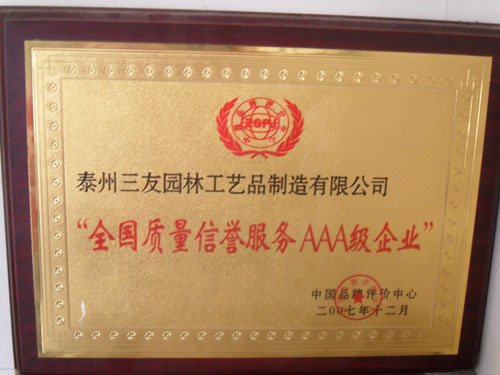 ZGPJ
泰州三友园林工艺品制造有限公司
“全国质量信誉服务AAA级企业”
中国品牌评价中心
二00七年十二月